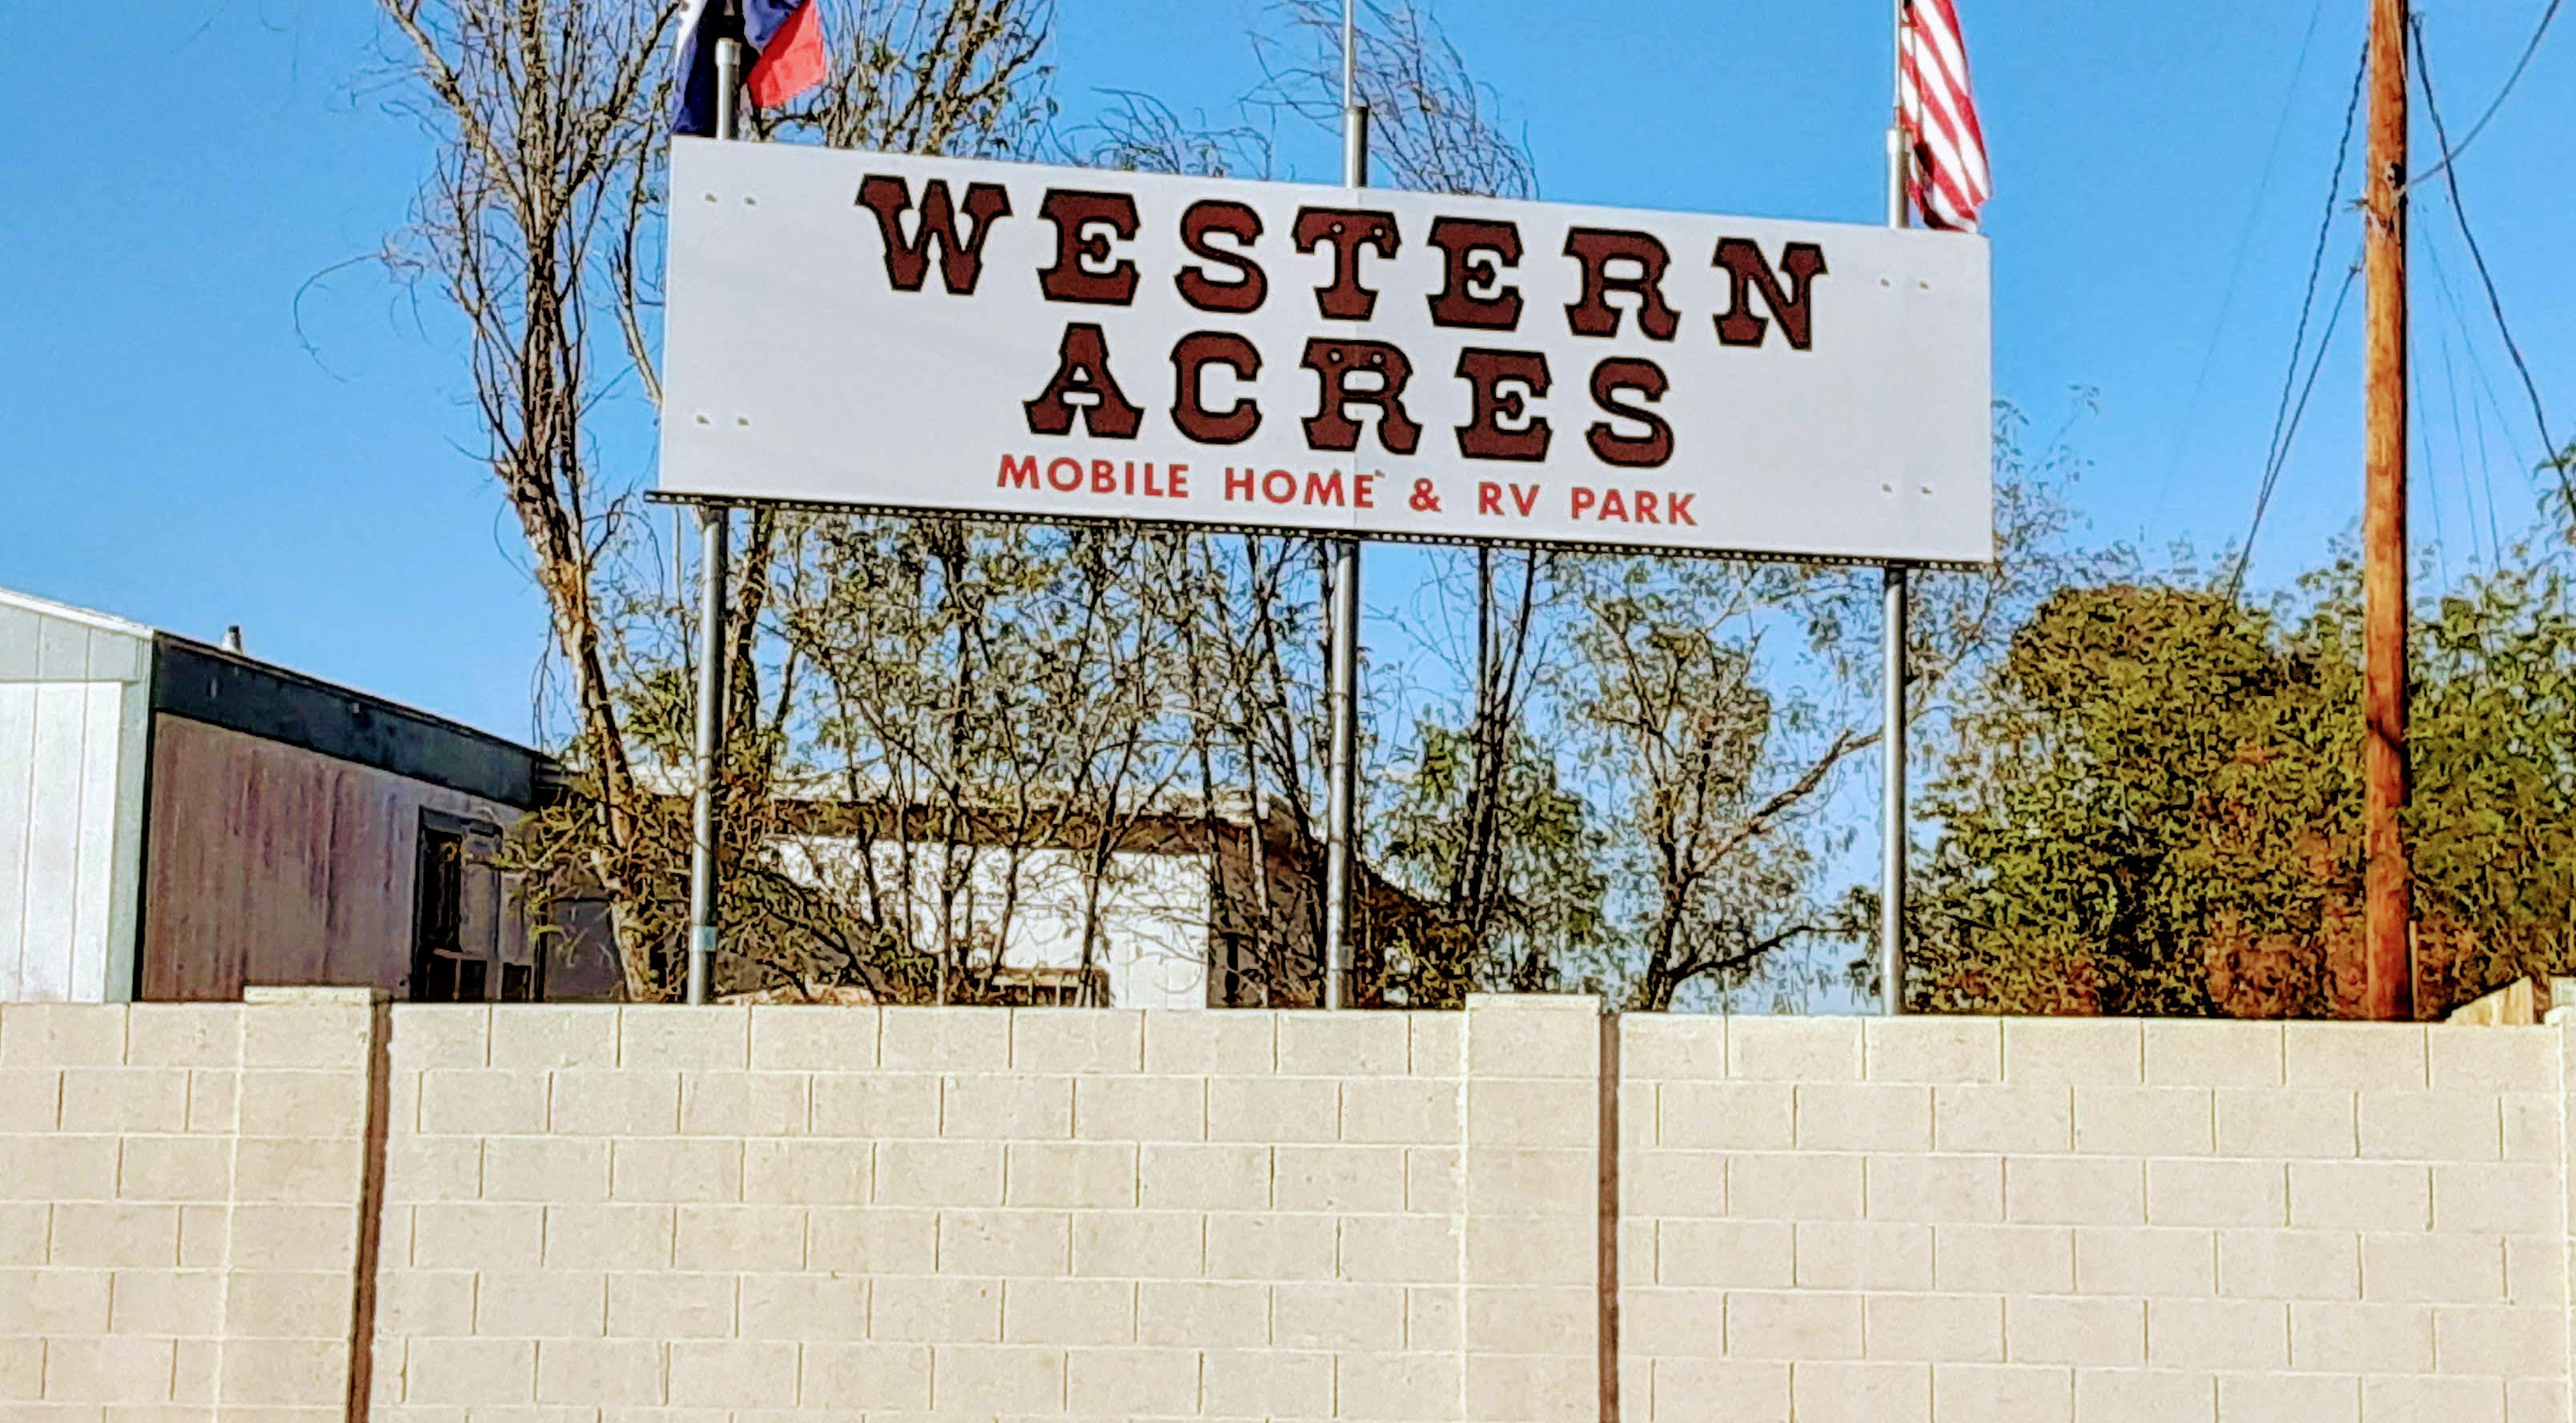 WESTERN
ACRES
MOBILE HOME & RV PARK